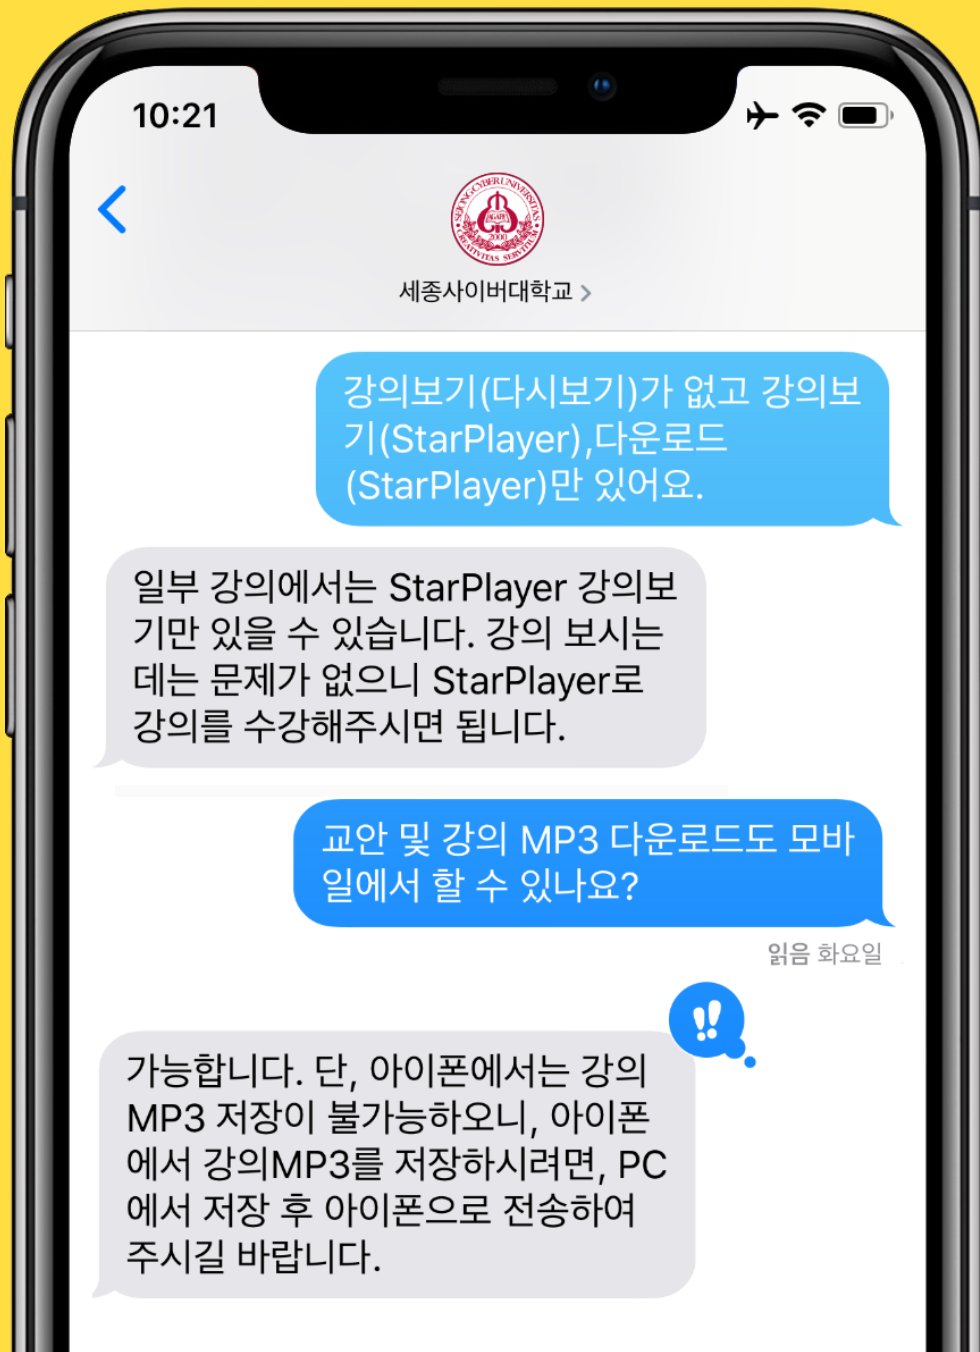 10:21
SEJONG CYBER UNIVERSITAS
AGAPE
2000
CREATIVITAS SERVITIUM
세종사이버대학교
강의보기(다시보기)가 없고 강의보
기(StarPlayer),다운로드
(StarPlayer)만 있어요.
일부 강의에서는 StarPlayer 강의보
기만 있을 수 있습니다. 강의 보시는
데는 문제가 없으니 StarPlayer로
강의를 수강해주시면 됩니다.
교안 및 강의 MP3 다운로드도 모바
일에서 할 수 있나요?
읽음 화요일
!!
가능합니다. 단, 아이폰에서는 강의
MP3 저장이 불가능하오니, 아이폰
에서 강의MP3를 저장하시려면, PC
에서 저장 후 아이폰으로 전송하여
주시길 바랍니다.